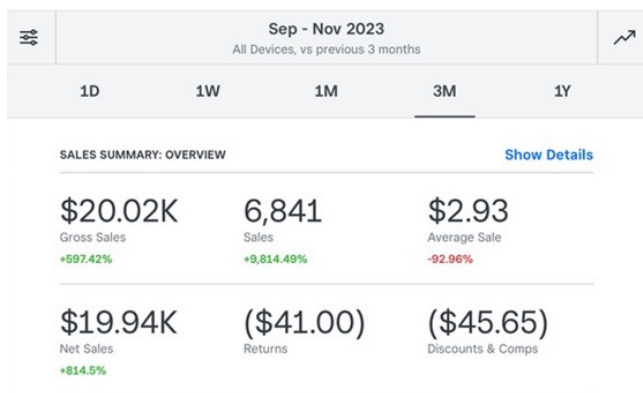 Sep - Nov 2023
All Devices, vs previous 3 months
1D 1W 1M 3M 1Y
SALES SUMMARY: OVERVIEW Show Details
$20.02K 6,841 $2.93
Gross Sales Sales Average Sale
+597.42% +9,814.49% -92.96%
$19.94K ($41.00) ($45.65)
Net Sales Returns Discounts & Comps
+814.5%